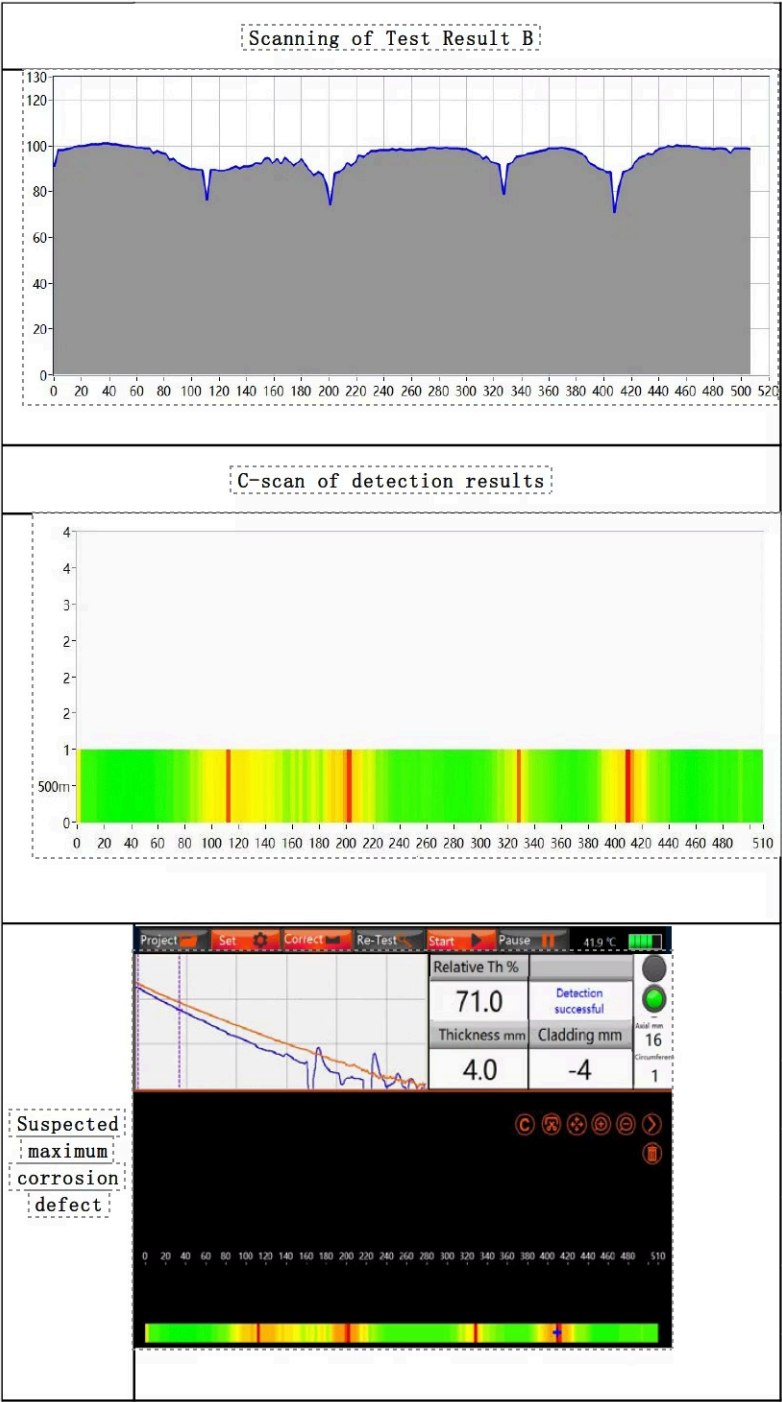 Scanning of Test Result B
130
120
100
80
60
40
20
0
0 20 40 60 80 100 120 140 160 180 200 220 240 260 280 300 320 340 360 380 400 420 440 460 480 500 520
C-scan of detection results
4
4
3
2
2
2
1
500m
0
0 20 40 60 80 100 120 140 160 180 200 220 240 260 280 300 320 340 360 380 400 420 440 460 480 510
Project Set Correct Re-Test Start Pause 41.9 °C
Relative Th %
71.0
Detection
successful
Thickness mm Cladding mm
4.0 -4
Axial mm
16
Circumferent
1
C
0 20 40 60 80 100 120 140 160 180 200 220 240 260 280 300 320 340 360 380 400 420 440 460 480 510
Suspected
maximum
corrosion
defect